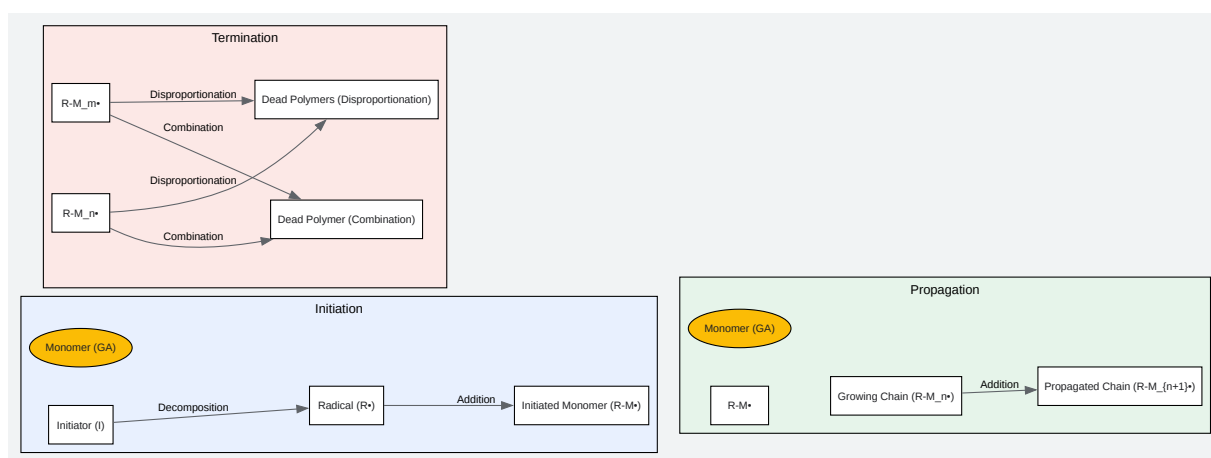 Termination
R-M_m•
Disproportionation
Dead Polymers (Disproportionation)
Combination
Disproportionation
R-M_n•
Dead Polymer (Combination)
Combination
Initiation
Monomer (GA)
Initiator (I)
Decomposition
Radical (R•)
Addition
Initiated Monomer (R-M•)
Propagation
Monomer (GA)
R-M•
Growing Chain (R-M_n•)
Addition
Propagated Chain (R-M_{n+1}•)